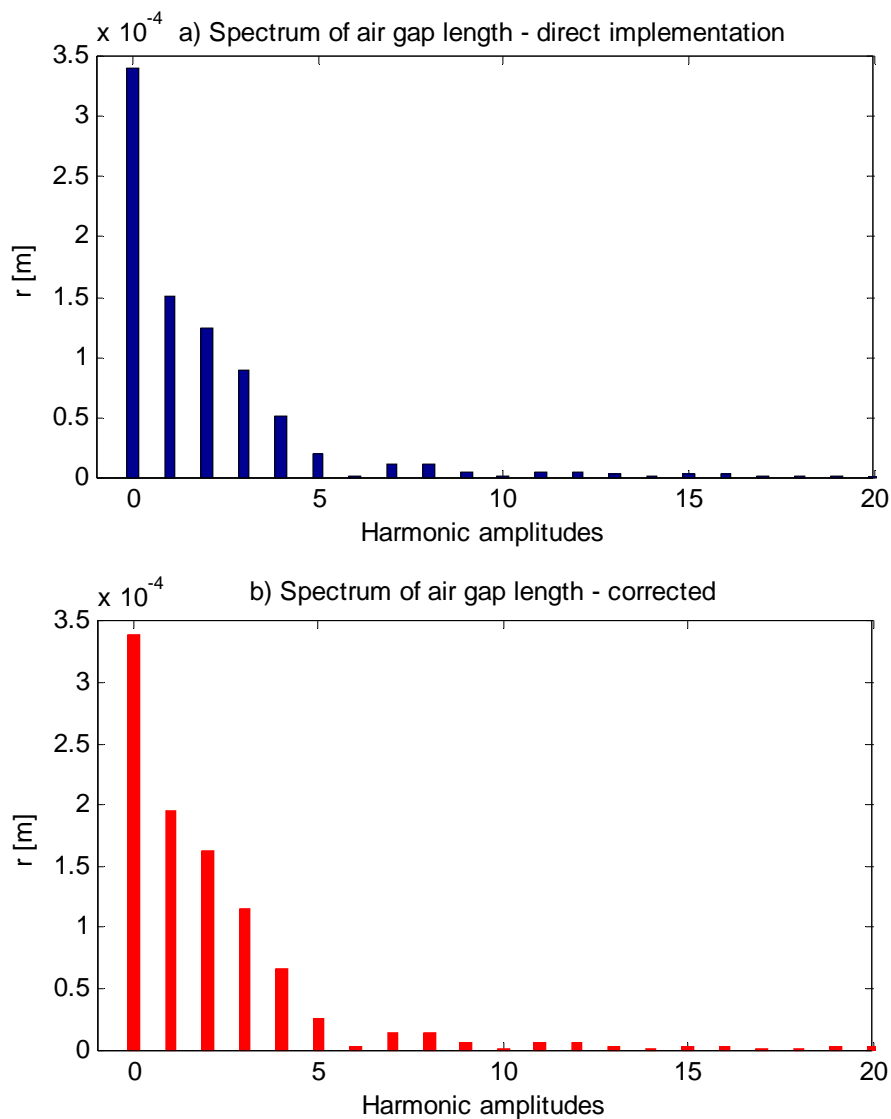 x 10^-4 a) Spectrum of air gap length - direct implementation
3.5
3
2.5
2
1.5
1
0.5
0
r [m]
0 5 10 15 20
Harmonic amplitudes
x 10^-4 b) Spectrum of air gap length - corrected
3.5
3
2.5
2
1.5
1
0.5
0
r [m]
0 5 10 15 20
Harmonic amplitudes